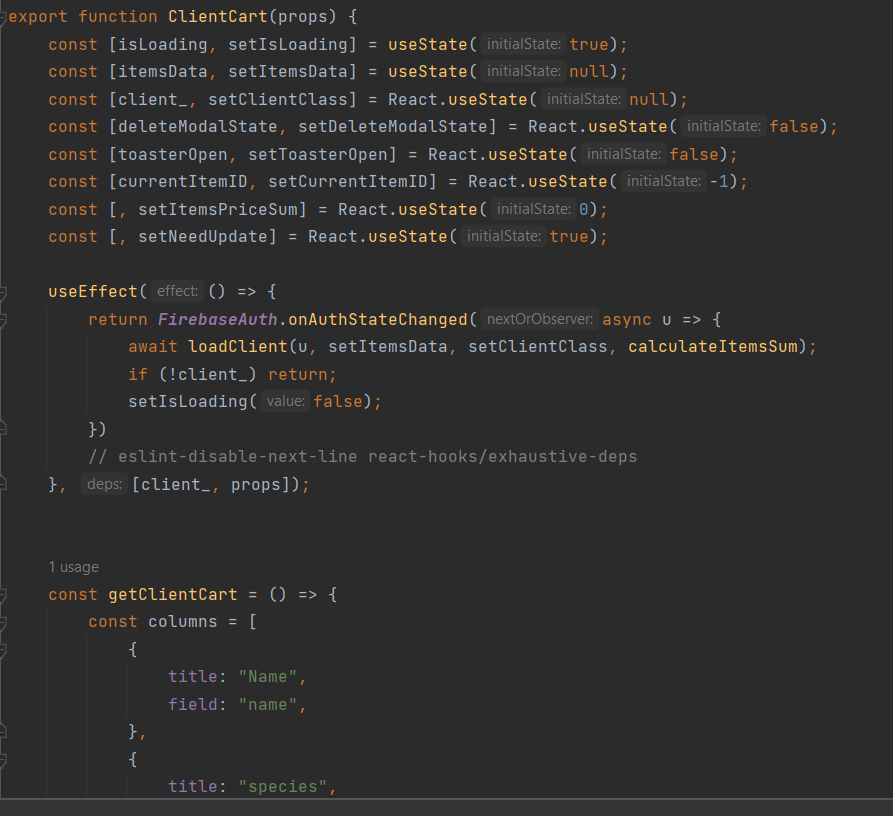 export function ClientCart(props) {
const [isLoading, setIsLoading] = useState( initialState: true);
const [itemsData, setItemsData] = useState( initialState: null);
const [client_, setClientClass] = React.useState( initialState: null);
const [deleteModalState, setDeleteModalState] = React.useState( initialState: false);
const [toasterOpen, setToasterOpen] = React.useState( initialState: false);
const [currentItemID, setCurrentItemID] = React.useState( initialState: -1);
const [, setItemsPriceSum] = React.useState( initialState: 0);
const [, setNeedUpdate] = React.useState( initialState: true);
useEffect( effect: () => {
return FirebaseAuth.onAuthStateChanged( nextOrObserver: async u => {
await loadClient(u, setItemsData, setClientClass, calculateItemsSum);
if (!client_) return;
setIsLoading( value: false);
})
// eslint-disable-next-line react-hooks/exhaustive-deps
}, deps: [client_, props]);
1 usage
const getClientCart = () => {
const columns = [
{
title: "Name",
field: "name",
},
{
title: "species",